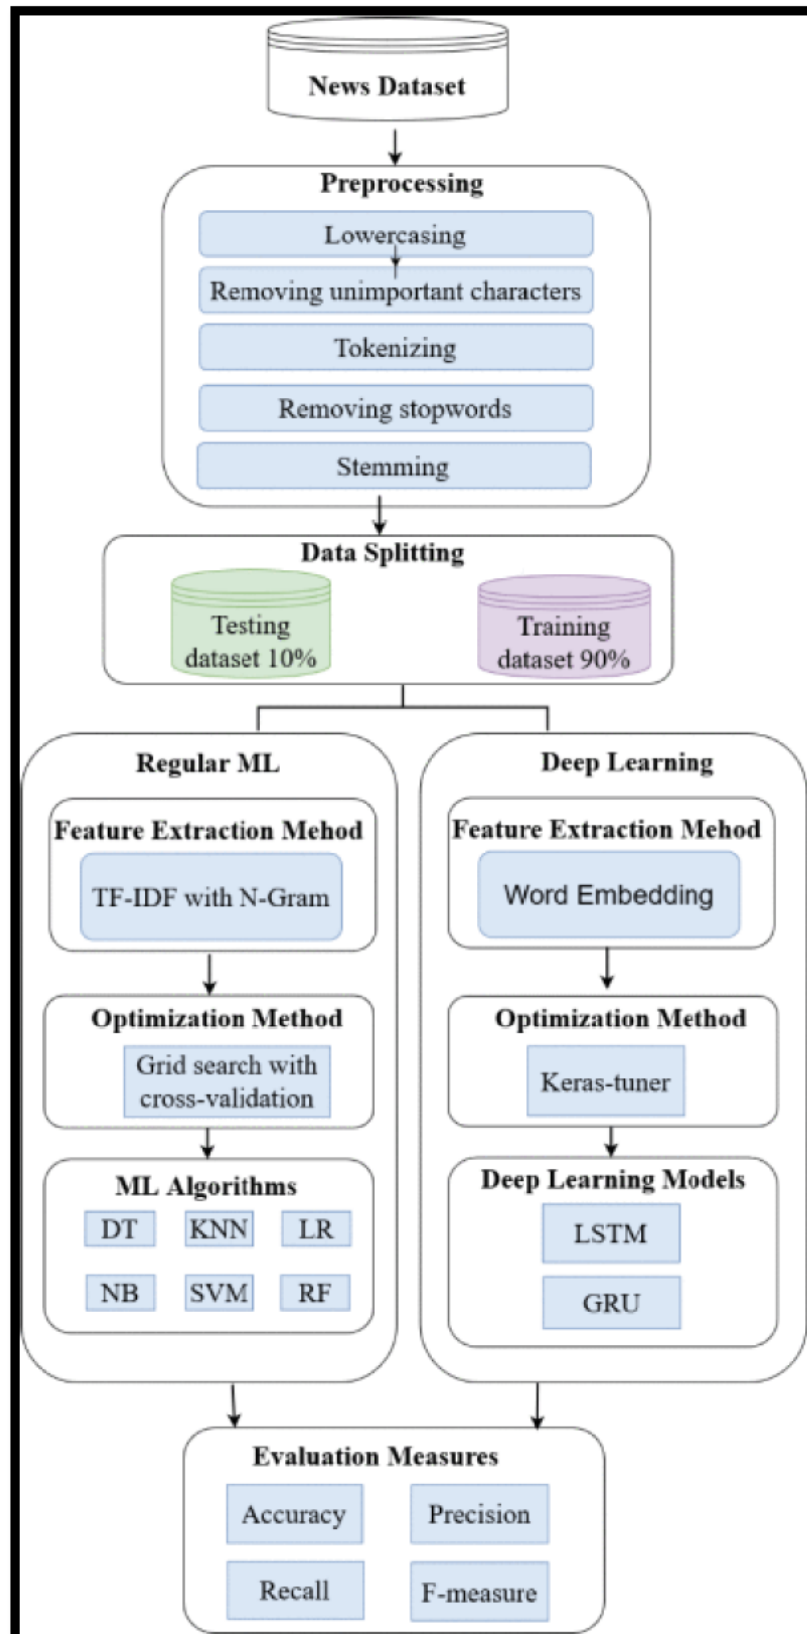 News Dataset
Preprocessing
Lowercasing
Removing unimportant characters
Tokenizing
Removing stopwords
Stemming
Data Splitting
Testing
dataset 10%
Training
dataset 90%
Regular ML
Feature Extraction Mehod
TF-IDF with N-Gram
Optimization Method
Grid search with
cross-validation
ML Algorithms
DT KNN LR
NB SVM RF
Deep Learning
Feature Extraction Mehod
Word Embedding
Optimization Method
Keras-tuner
Deep Learning Models
LSTM
GRU
Evaluation Measures
Accuracy Precision
Recall F-measure